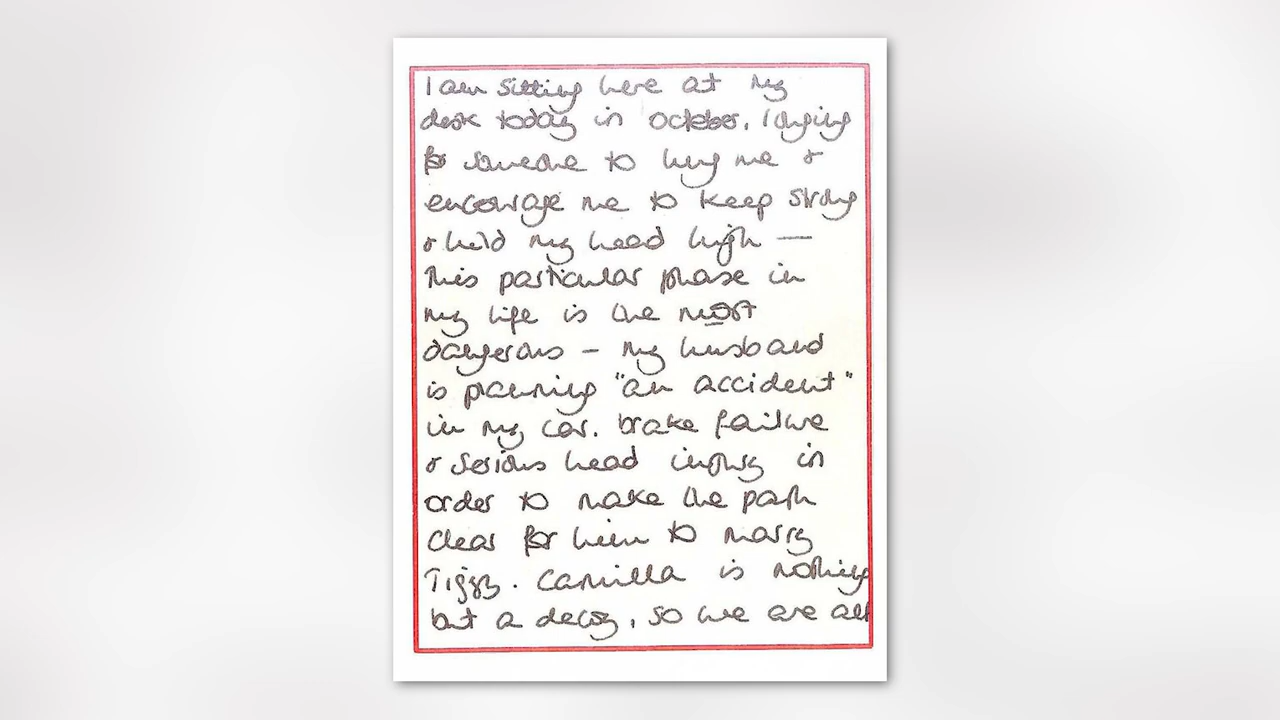 I am sitting here at my
desk today in october, longing
for someone to hug me &
encourage me to keep strong
& hold my head high —
This particular phase in
my life is the most
dangerous – my husband
is planning "an accident"
in my car. brake failure
& serious head injury in
order to make the path
clear for him to marry
Tiggy. Camilla is nothing
but a decoy, so we are all